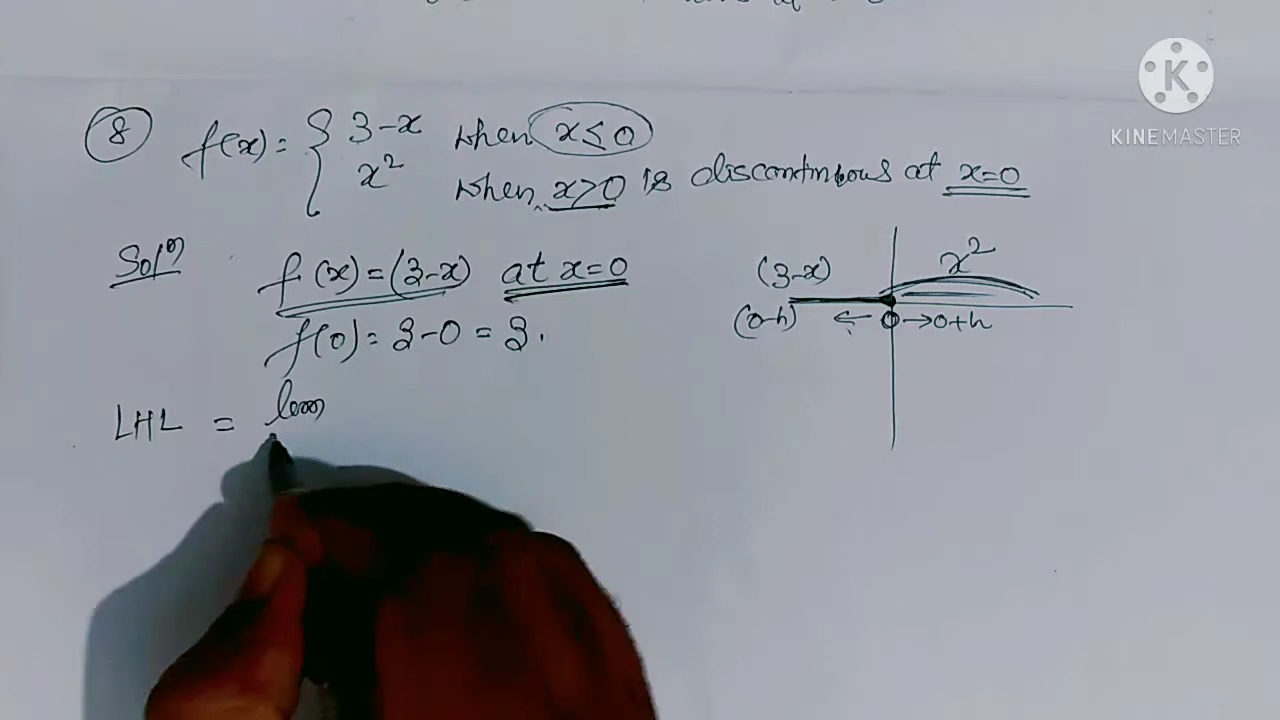 ⑧ f(x) = { 3-x when x ≤ 0
x² when x>0 is discontinuous at x=0
Solⁿ f(x) = (3-x) at x=0
f(0) = 3-0 = 3.
LHL = lim
(3-x) x²
(0-h) ← 0 → 0+h
K
KINEMASTER